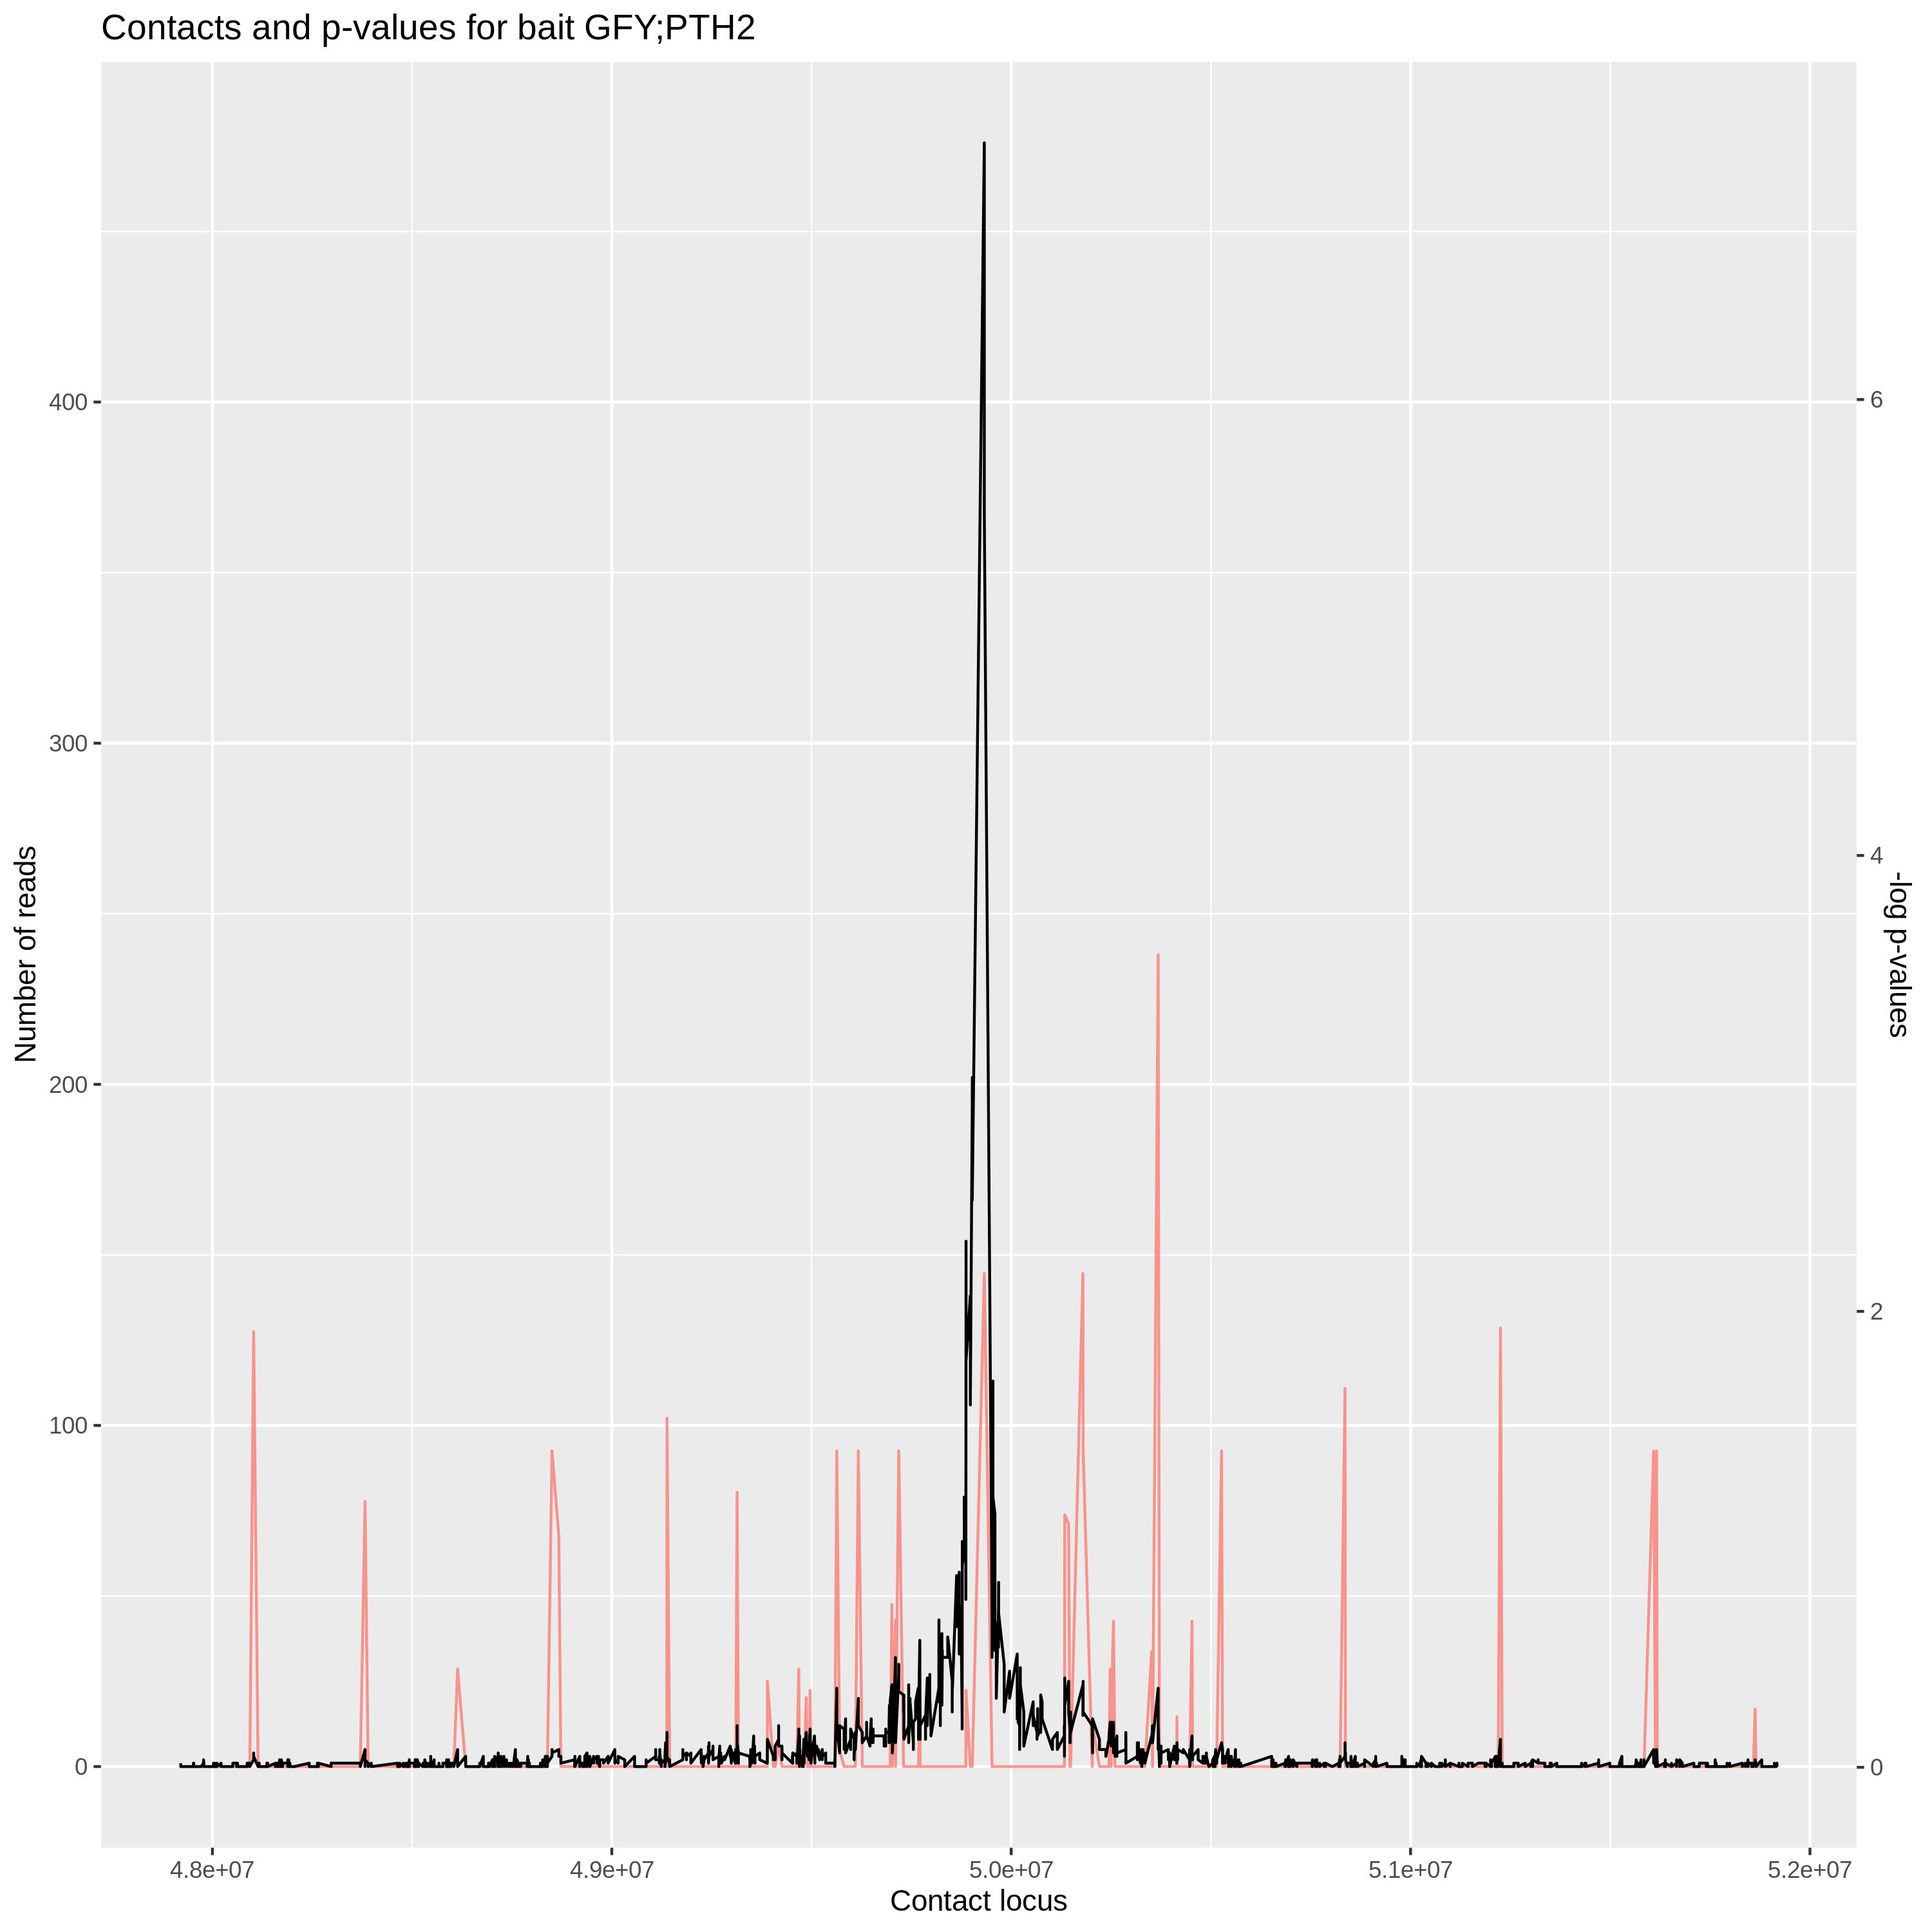 Contacts and p-values for bait GFY;PTH2
Number of reads
400
300
200
100
0
6
4
2
0
-log p-values
4.8e+07
4.9e+07
5.0e+07
5.1e+07
5.2e+07
Contact locus